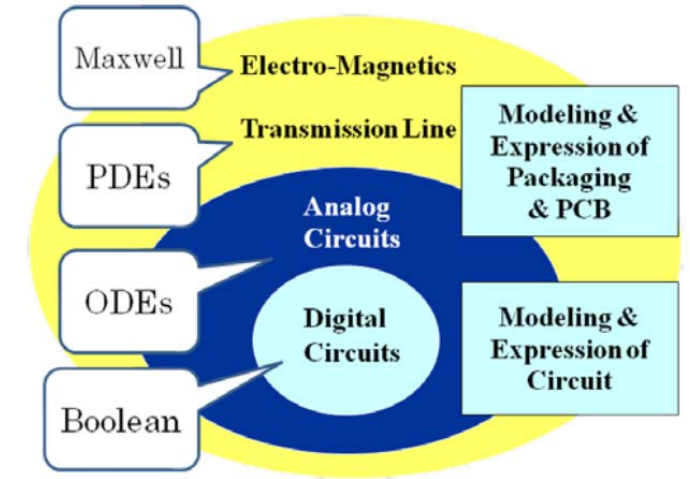 Maxwell
Electro-Magnetics
Transmission Line
PDEs
Modeling &
Expression of
Packaging
& PCB
Analog
Circuits
ODEs
Digital
Circuits
Modeling &
Expression of
Circuit
Boolean